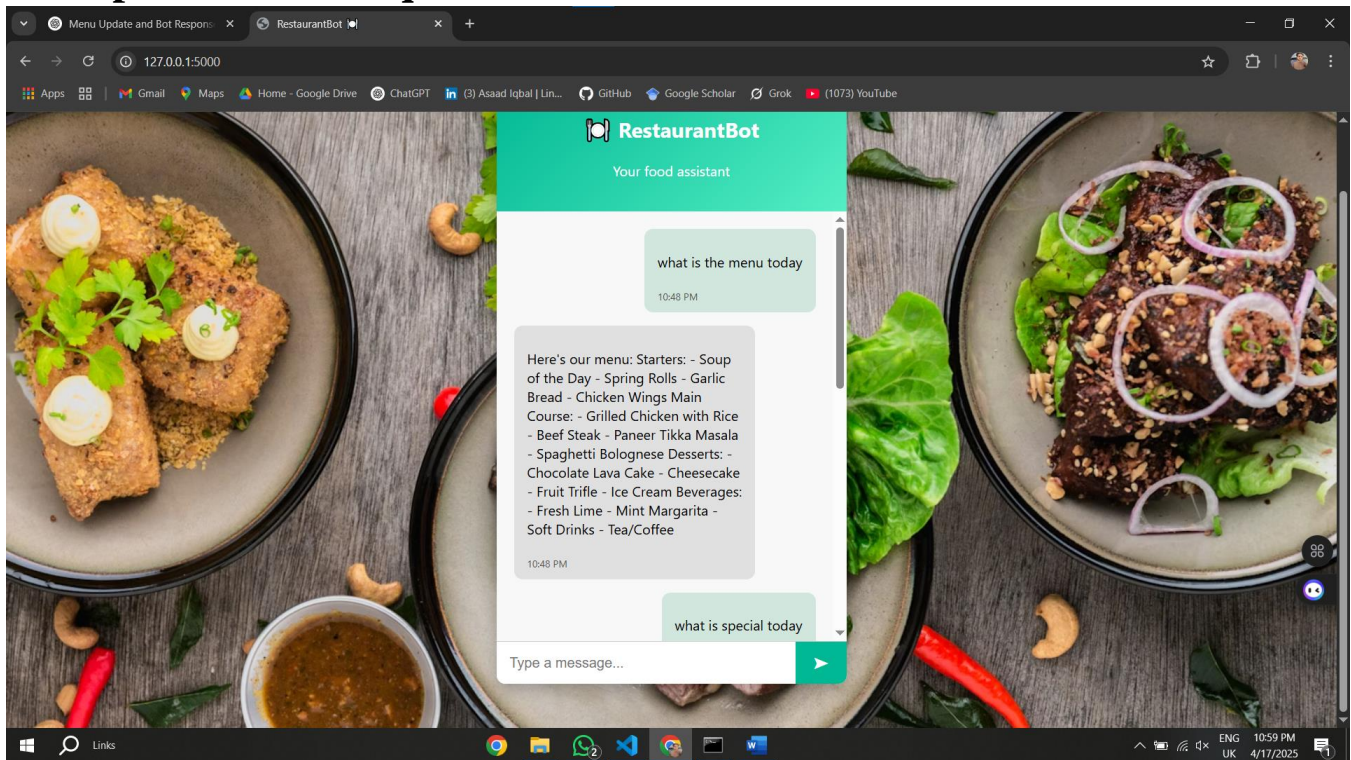 Menu Update and Bot Respons
RestaurantBot
127.0.0.1:5000
Apps
Gmail
Maps
Home - Google Drive
ChatGPT
(3) Asaad Iqbal | Lin...
GitHub
Google Scholar
Grok
(1073) YouTube
RestaurantBot
Your food assistant
what is the menu today
10:48 PM
Here's our menu: Starters: - Soup
of the Day - Spring Rolls - Garlic
Bread - Chicken Wings Main
Course: - Grilled Chicken with Rice
- Beef Steak - Paneer Tikka Masala
- Spaghetti Bolognese Desserts: -
Chocolate Lava Cake - Cheesecake
- Fruit Trifle - Ice Cream Beverages:
- Fresh Lime - Mint Margarita -
Soft Drinks - Tea/Coffee
10:48 PM
what is special today
Type a message...
Links
ENG
UK
10:59 PM
4/17/2025